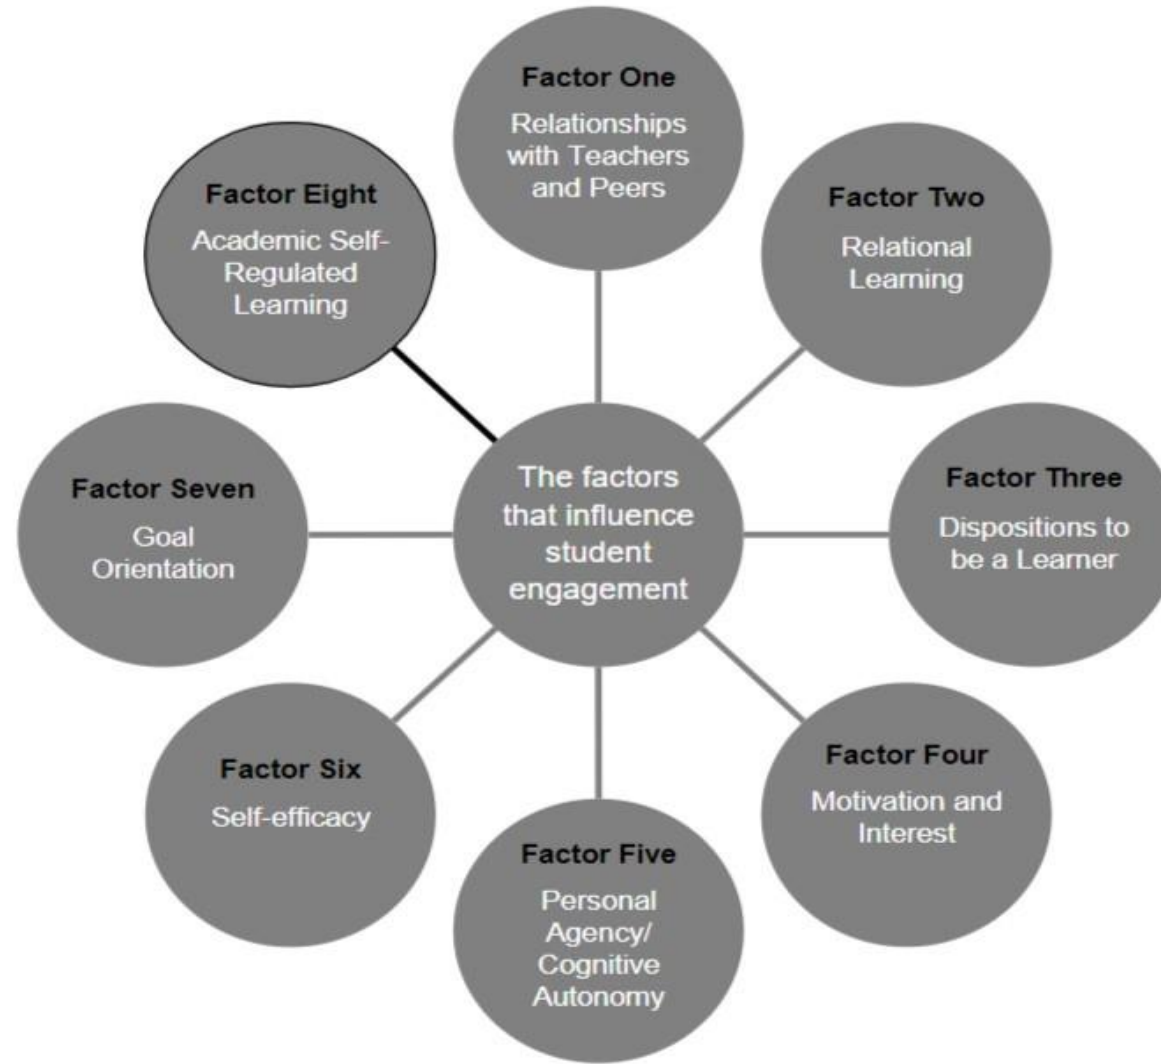 Factor One
Relationships
with Teachers
and Peers
Factor Two
Relational
Learning
Factor Three
Dispositions to
be a Learner
Factor Four
Motivation and
Interest
Factor Five
Personal
Agency/
Cognitive
Autonomy
Factor Six
Self-efficacy
Factor Seven
Goal
Orientation
Factor Eight
Academic Self-
Regulated
Learning
The factors
that influence
student
engagement